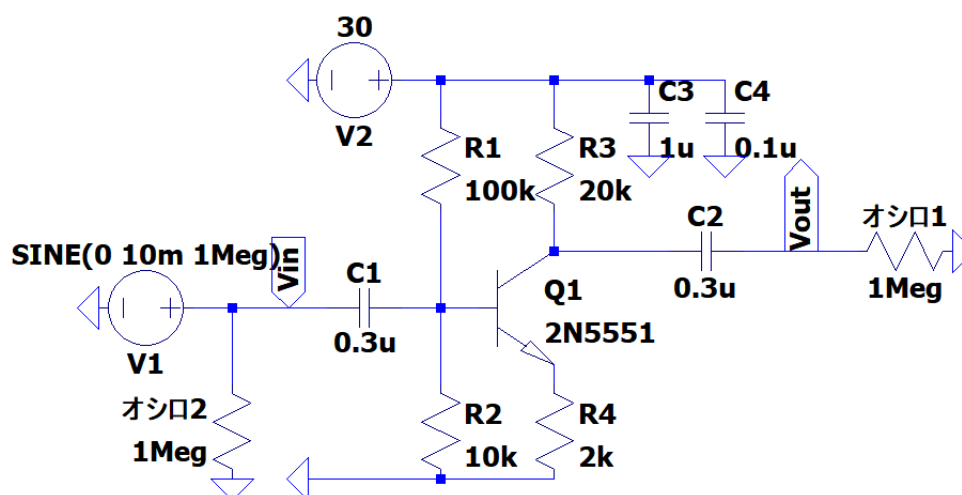 30
V2
R1
100k
R3
20k
C3
1u
C4
0.1u
SINE(0 10m 1Meg)
Vin
V1
C1
0.3u
Q1
2N5551
C2
0.3u
Vout
オシロ1
1Meg
オシロ2
1Meg
R2
10k
R4
2k